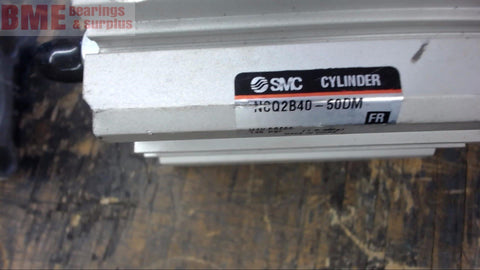 BME Bearings & surplus
SMC CYLINDER
NCQ2B40-50DM
FR